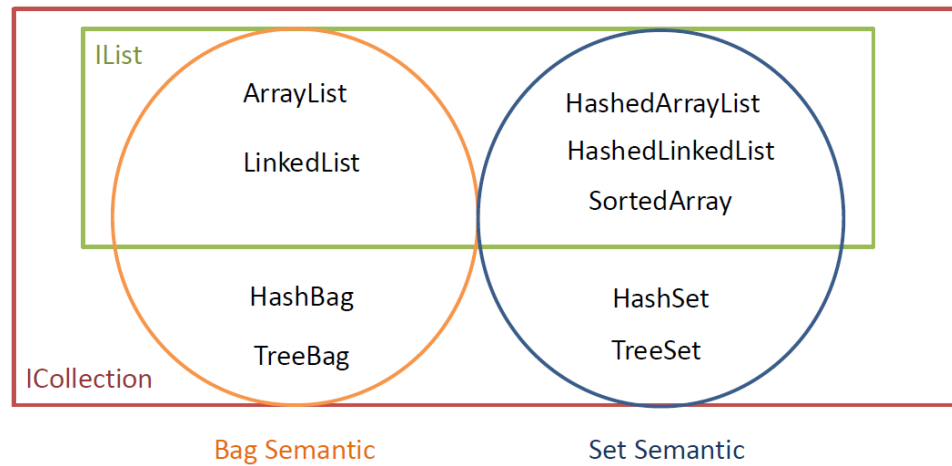 IList
ArrayList
LinkedList
HashedArrayList
HashedLinkedList
SortedArray
HashBag
TreeBag
HashSet
TreeSet
ICollection
Bag Semantic
Set Semantic